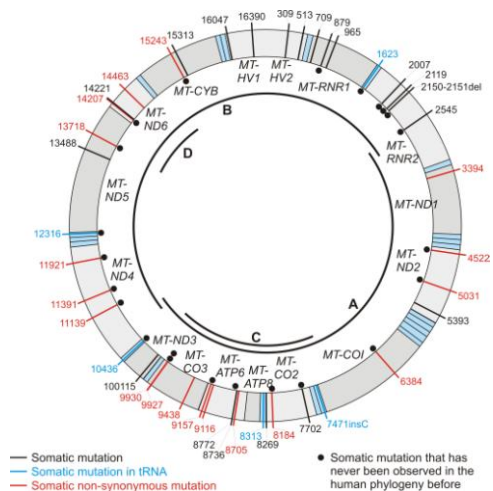 16390
309
513
709
879
965
1623
2007
2119
2150-2151del
2545
3394
4522
5031
5393
6384
7471insC
7702
8184
8269
8313
8705
8736
8772
9116
9157
9438
9927
9930
100115
10436
11139
11391
11921
12316
13488
13718
14207
14221
14463
15243
15313
16047
MT-
HV1
MT-
HV2
MT-RNR1
MT-
RNR2
MT-ND1
MT-
ND2
MT-COI
MT-
CO2
MT-
ATP8
MT-
ATP6
MT-
CO3
MT-ND3
MT-
ND4
MT-
ND5
MT-
ND6
MT-CYB
A
B
C
D
Somatic mutation
Somatic mutation in tRNA
Somatic non-synonymous mutation
Somatic mutation that has
never been observed in the
human phylogeny before